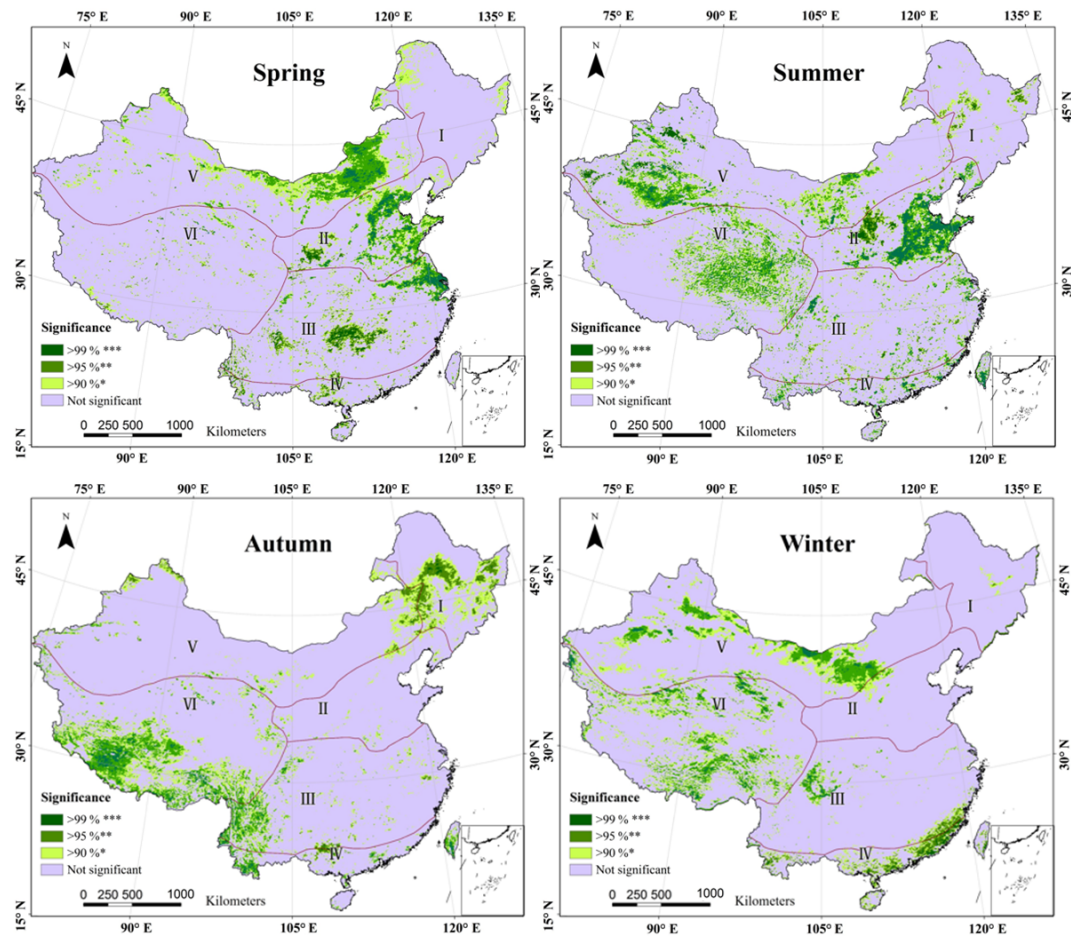 75° E 90° E 105° E 120° E 135° E
75° E 90° E 105° E 120° E 135° E
N
Spring
45° N
45° N
I
V
VI
II
30° N
30° N
III
IV
Significance
>99 % ***
>95 %**
>90 %*
Not significant
0 250 500 1000
Kilometers
15° N
90° E 105° E 120° E
N
Summer
45° N
I
V
VI
II
30° N
III
IV
Significance
>99 % ***
>95 %**
>90 %*
Not significant
0 250 500 1000
Kilometers
90° E 105° E 120° E
75° E 90° E 105° E 120° E 135° E
75° E 90° E 105° E 120° E 135° E
N
Autumn
45° N
45° N
I
V
VI
II
30° N
30° N
III
IV
Significance
>99 % ***
>95 %**
>90 %*
Not significant
0 250 500 1000
Kilometers
15° N
90° E 105° E 120° E
N
Winter
45° N
I
V
VI
II
30° N
III
IV
Significance
>99 % ***
>95 %**
>90 %*
Not significant
0 250 500 1000
Kilometers
90° E 105° E 120° E